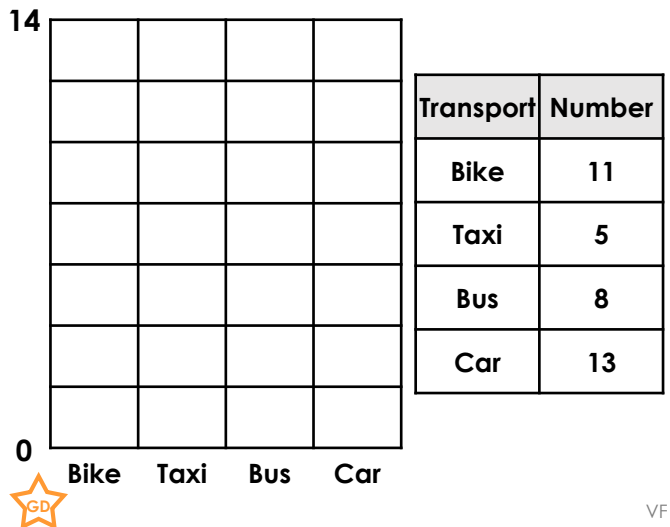 14
0
Bike Taxi Bus Car
Transport Number
Bike 11
Taxi 5
Bus 8
Car 13
GD
VF